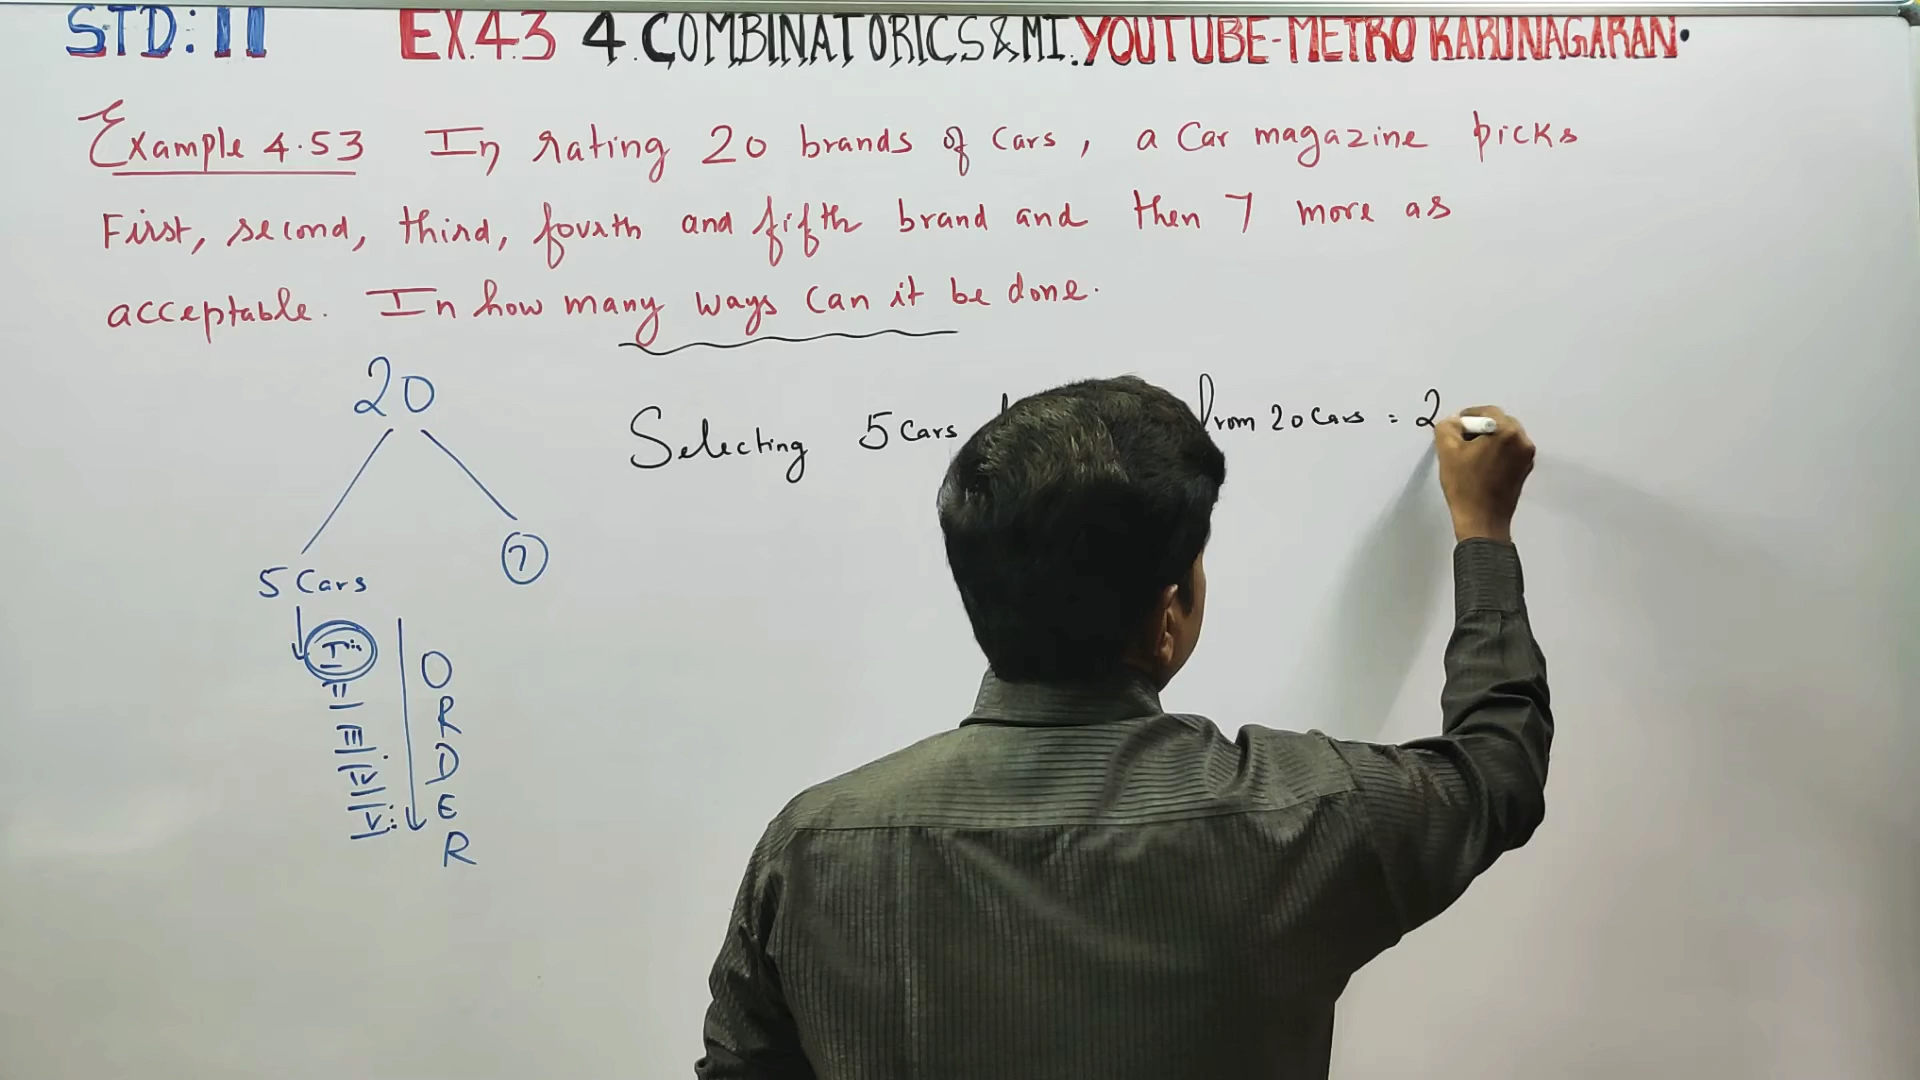 STD: 11 EX.4.3 4.COMBINATORICS&MI. YOUTUBE-METRO KARUNAGARAN.
Example 4.53 In rating 20 brands of cars, a Car magazine picks
First, second, third, fourth and fifth brand and then 7 more as
acceptable. In how many ways can it be done.
20
Selecting 5 Cars from 20 Cars = 2
7
5 Cars
I
II
III
IV
V
O
R
D
E
R